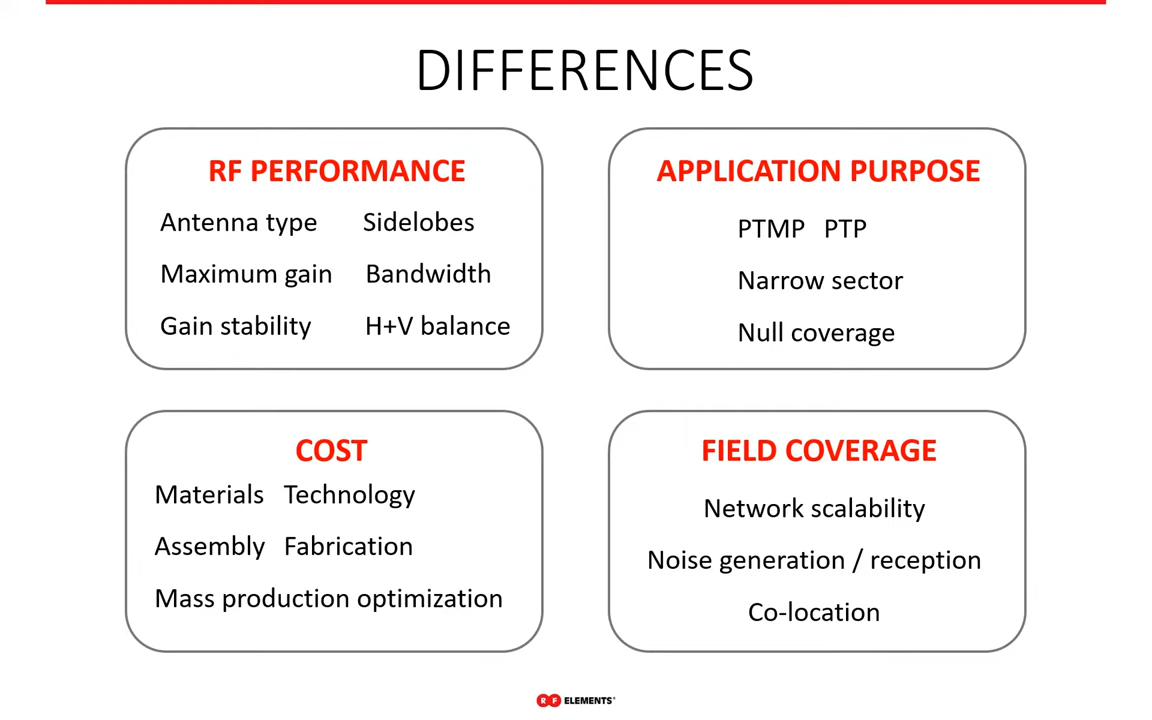 DIFFERENCES
RF PERFORMANCE
Antenna type Sidelobes
Maximum gain Bandwidth
Gain stability H+V balance
APPLICATION PURPOSE
PTMP PTP
Narrow sector
Null coverage
COST
Materials Technology
Assembly Fabrication
Mass production optimization
FIELD COVERAGE
Network scalability
Noise generation / reception
Co-location
RF ELEMENTS